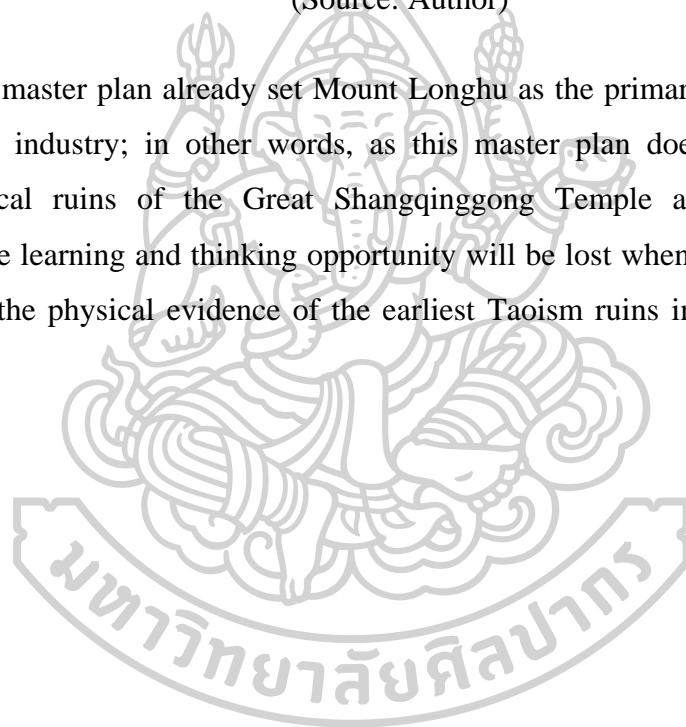 (Source: Author)
master plan already set Mount Longhu as the primar
industry; in other words, as this master plan doe
cal ruins of the Great Shangqinggong Temple a
e learning and thinking opportunity will be lost when
the physical evidence of the earliest Taoism ruins in
มหาวิทยาลัยศิลปากร